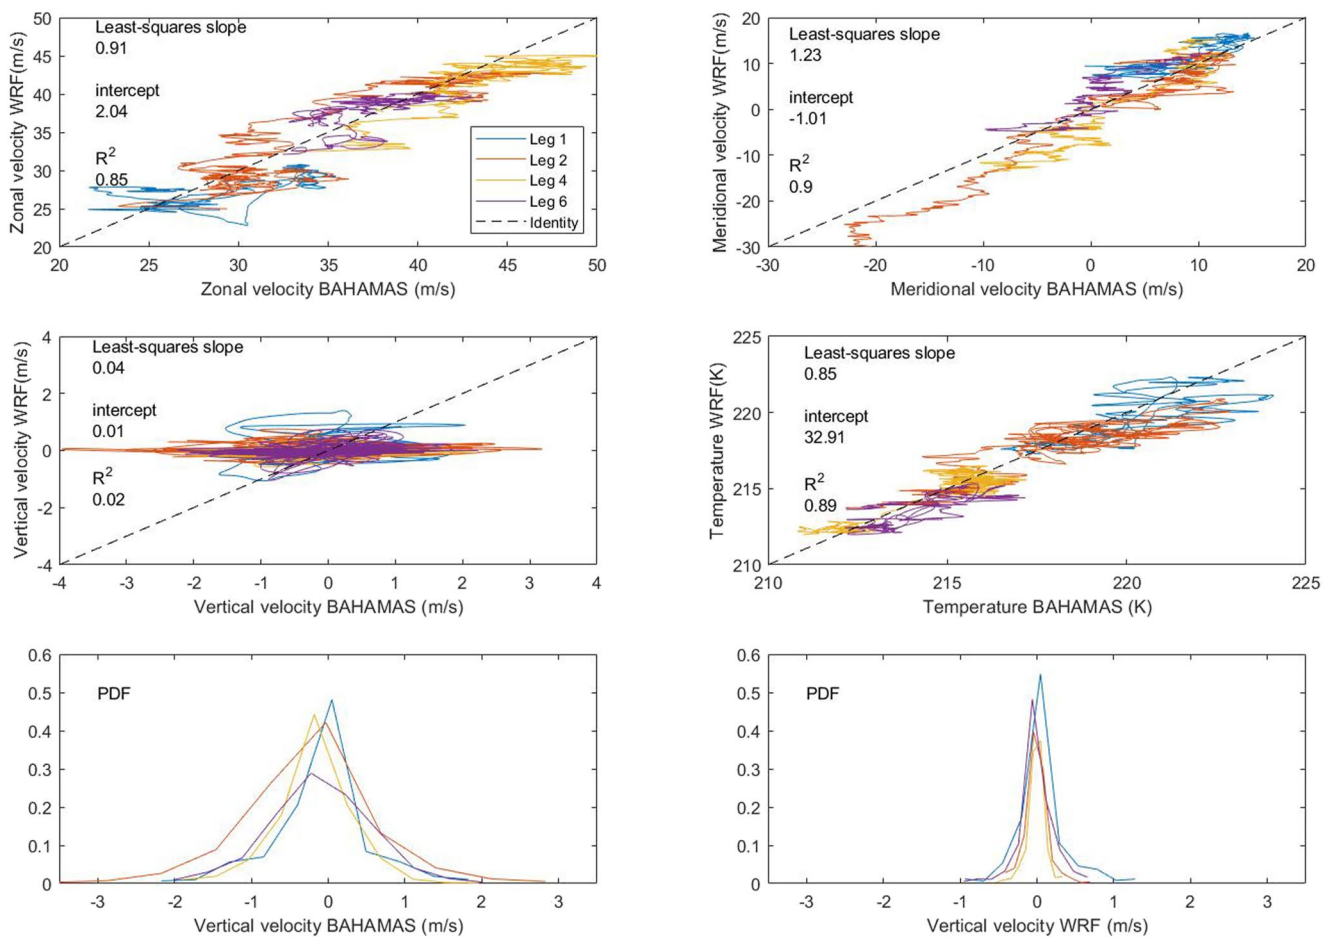 50
45
40
35
30
25
20
Zonal velocity WRF(m/s)
Least-squares slope
0.91
intercept
2.04
R²
0.85
Leg 1
Leg 2
Leg 4
Leg 6
Identity
20 25 30 35 40 45 50
Zonal velocity BAHAMAS (m/s)
20
10
0
-10
-20
-30
Meridional velocity WRF(m/s)
Least-squares slope
1.23
intercept
-1.01
R²
0.9
-30 -20 -10 0 10 20
Meridional velocity BAHAMAS (m/s)
4
2
0
-2
-4
Vertical velocity WRF(m/s)
Least-squares slope
0.04
intercept
0.01
R²
0.02
-4 -3 -2 -1 0 1 2 3 4
Vertical velocity BAHAMAS (m/s)
225
220
215
210
Temperature WRF(K)
Least-squares slope
0.85
intercept
32.91
R²
0.89
210 215 220 225
Temperature BAHAMAS (K)
0.6
0.5
0.4
0.3
0.2
0.1
0
PDF
-3 -2 -1 0 1 2 3
Vertical velocity BAHAMAS (m/s)
0.6
0.5
0.4
0.3
0.2
0.1
0
PDF
-3 -2 -1 0 1 2 3
Vertical velocity WRF (m/s)